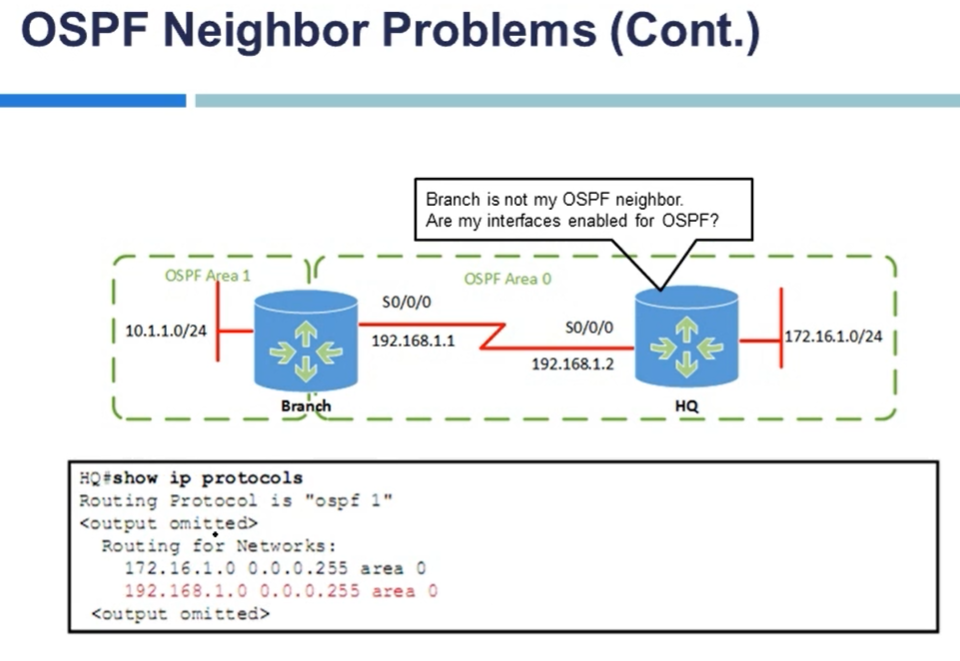 OSPF Neighbor Problems (Cont.)
Branch is not my OSPF neighbor.
Are my interfaces enabled for OSPF?
OSPF Area 1
OSPF Area 0
S0/0/0
10.1.1.0/24
192.168.1.1
S0/0/0
172.16.1.0/24
192.168.1.2
Branch
HQ
HQ#show ip protocols
Routing Protocol is "ospf 1"
<output omitted>
Routing for Networks:
172.16.1.0 0.0.0.255 area 0
192.168.1.0 0.0.0.255 area 0
<output omitted>